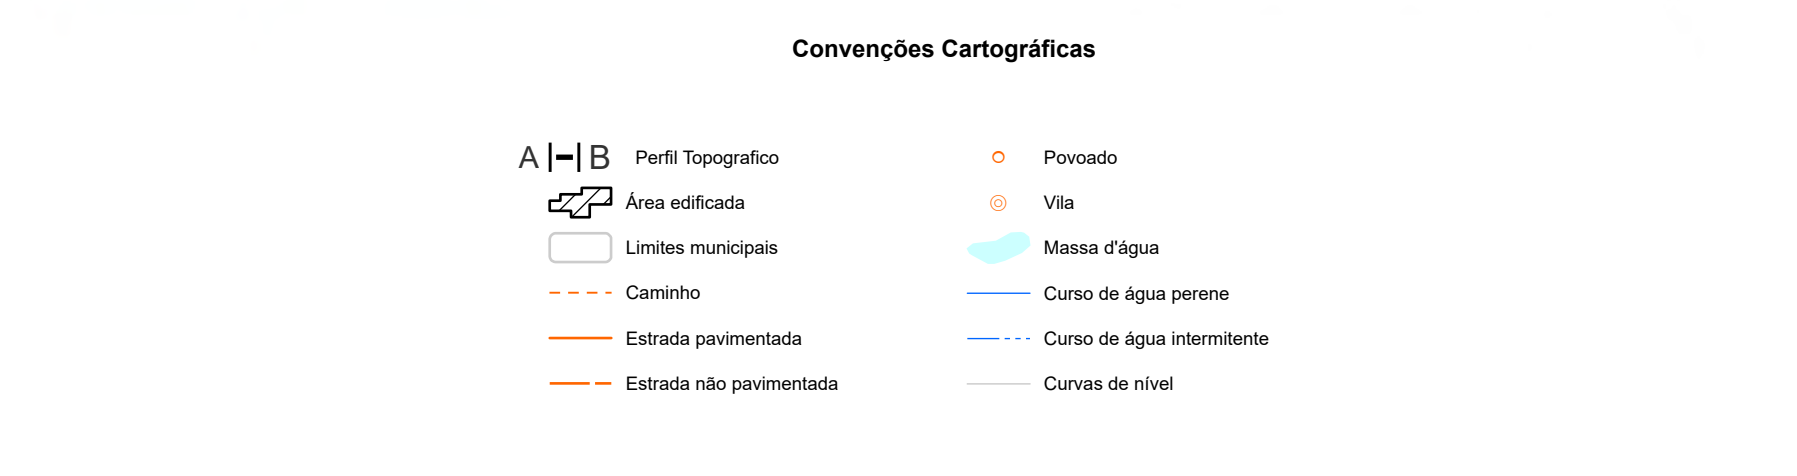 Convenções Cartográficas
A B Perfil Topografico
Área edificada
Limites municipais
Caminho
Estrada pavimentada
Estrada não pavimentada
Povoado
Vila
Massa d'água
Curso de água perene
Curso de água intermitente
Curvas de nível